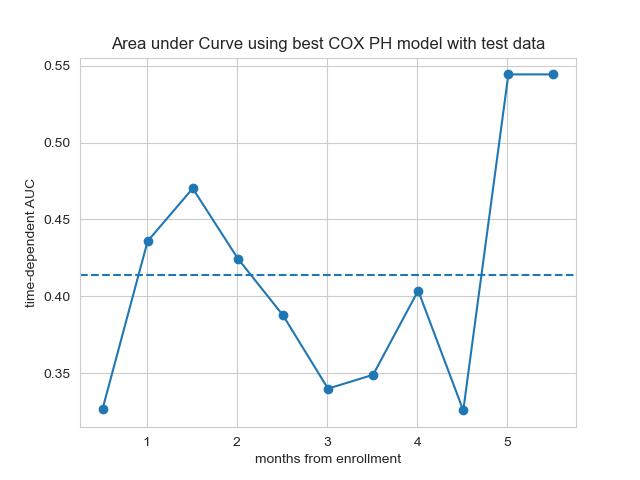 Area under Curve using best COX PH model with test data
0.55
0.50
0.45
0.40
0.35
time-dependent AUC
1 2 3 4 5
months from enrollment